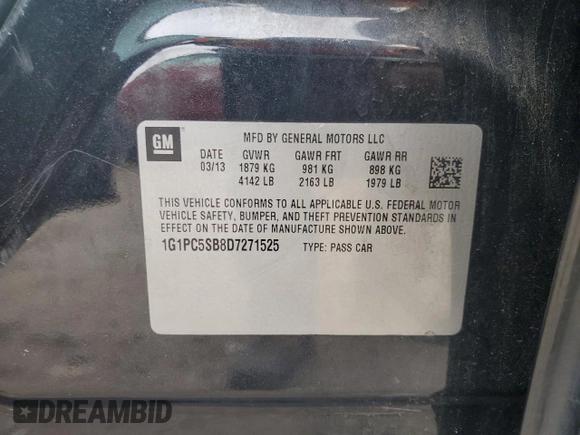 GM
MFD BY GENERAL MOTORS LLC
DATE GVWR GAWR FRT GAWR RR
03/13 1879 KG 981 KG 898 KG
4142 LB 2163 LB 1979 LB
THIS VEHICLE CONFORMS TO ALL APPLICABLE U.S. FEDERAL MOTOR
VEHICLE SAFETY, BUMPER, AND THEFT PREVENTION STANDARDS
IN EFFECT ON THE DATE OF MANUFACTURE SHOWN ABOVE.
1G1PC5SB8D7271525 TYPE: PASS CAR
DREAMBID